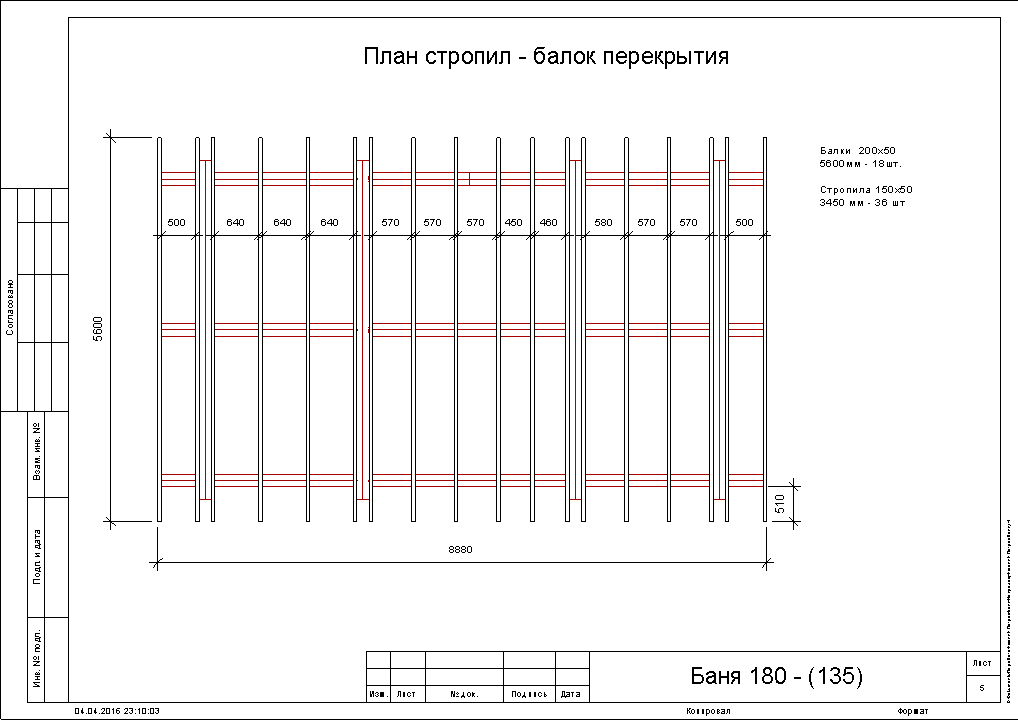 План стропил - балок перекрытия
Балки 200x50
5600мм - 18шт.
Стропила 150x50
3450 мм - 36 шт
500 640 640 640 570 570 570 450 460 580 570 570 500
5600
510
8880
Согласовано
Взам. инв. №
Подп. и дата
Инв. № подл.
Изм. Лист № док. Подпись Дата
Баня 180 - (135)
Лист
5
04.04.2016 23:10:03
Копировал
Формат